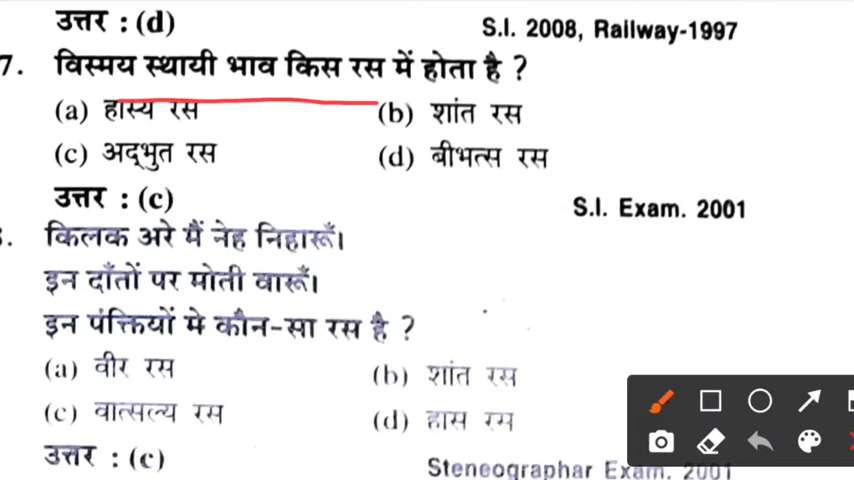 उत्तर : (d) S.I. 2008, Railway-1997
7. विस्मय स्थायी भाव किस रस में होता है ?
(a) हास्य रस (b) शांत रस
(c) अद्भुत रस (d) बीभत्स रस
उत्तर : (c) S.I. Exam. 2001
किलक अरे मैं नेह निहारूँ।
इन दाँतों पर मोती वारूँ।
इन पंक्तियों मे कौन-सा रस है ?
(a) वीर रस (b) शांत रस
(c) वात्सल्य रस (d) हास रस
उत्तर : (c) Steneographar Exam. 2001